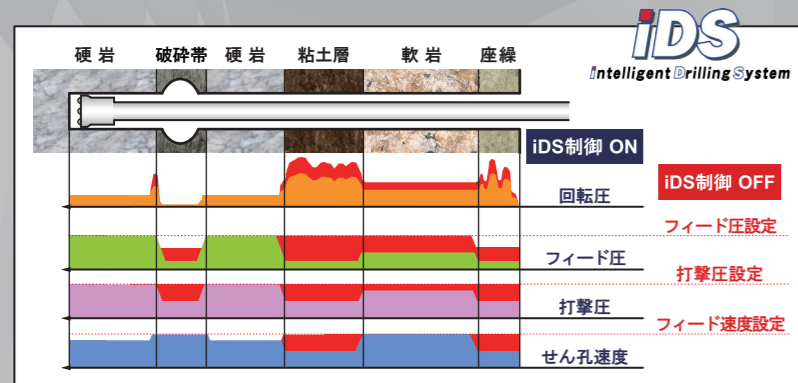 iDS
intelligent Drilling System
硬岩 破砕帯 硬岩 粘土層 軟岩 座繰
iDS制御 ON
iDS制御 OFF
回転圧
フィード圧設定
フィード圧
打撃圧設定
打撃圧
フィード速度設定
せん孔速度